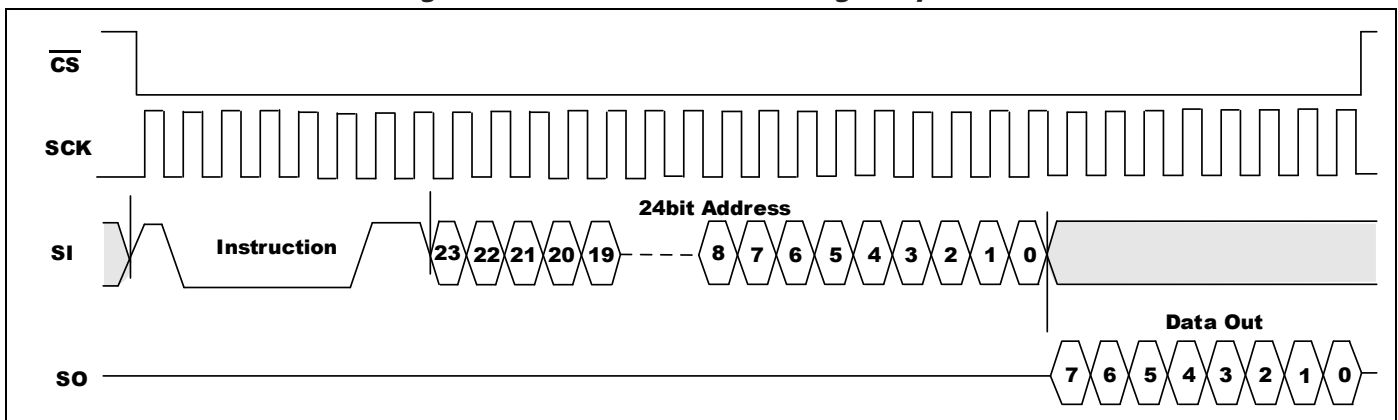 CS
SCK
24bit Address
SI Instruction 23 22 21 20 19 8 7 6 5 4 3 2 1 0
Data Out
SO 7 6 5 4 3 2 1 0